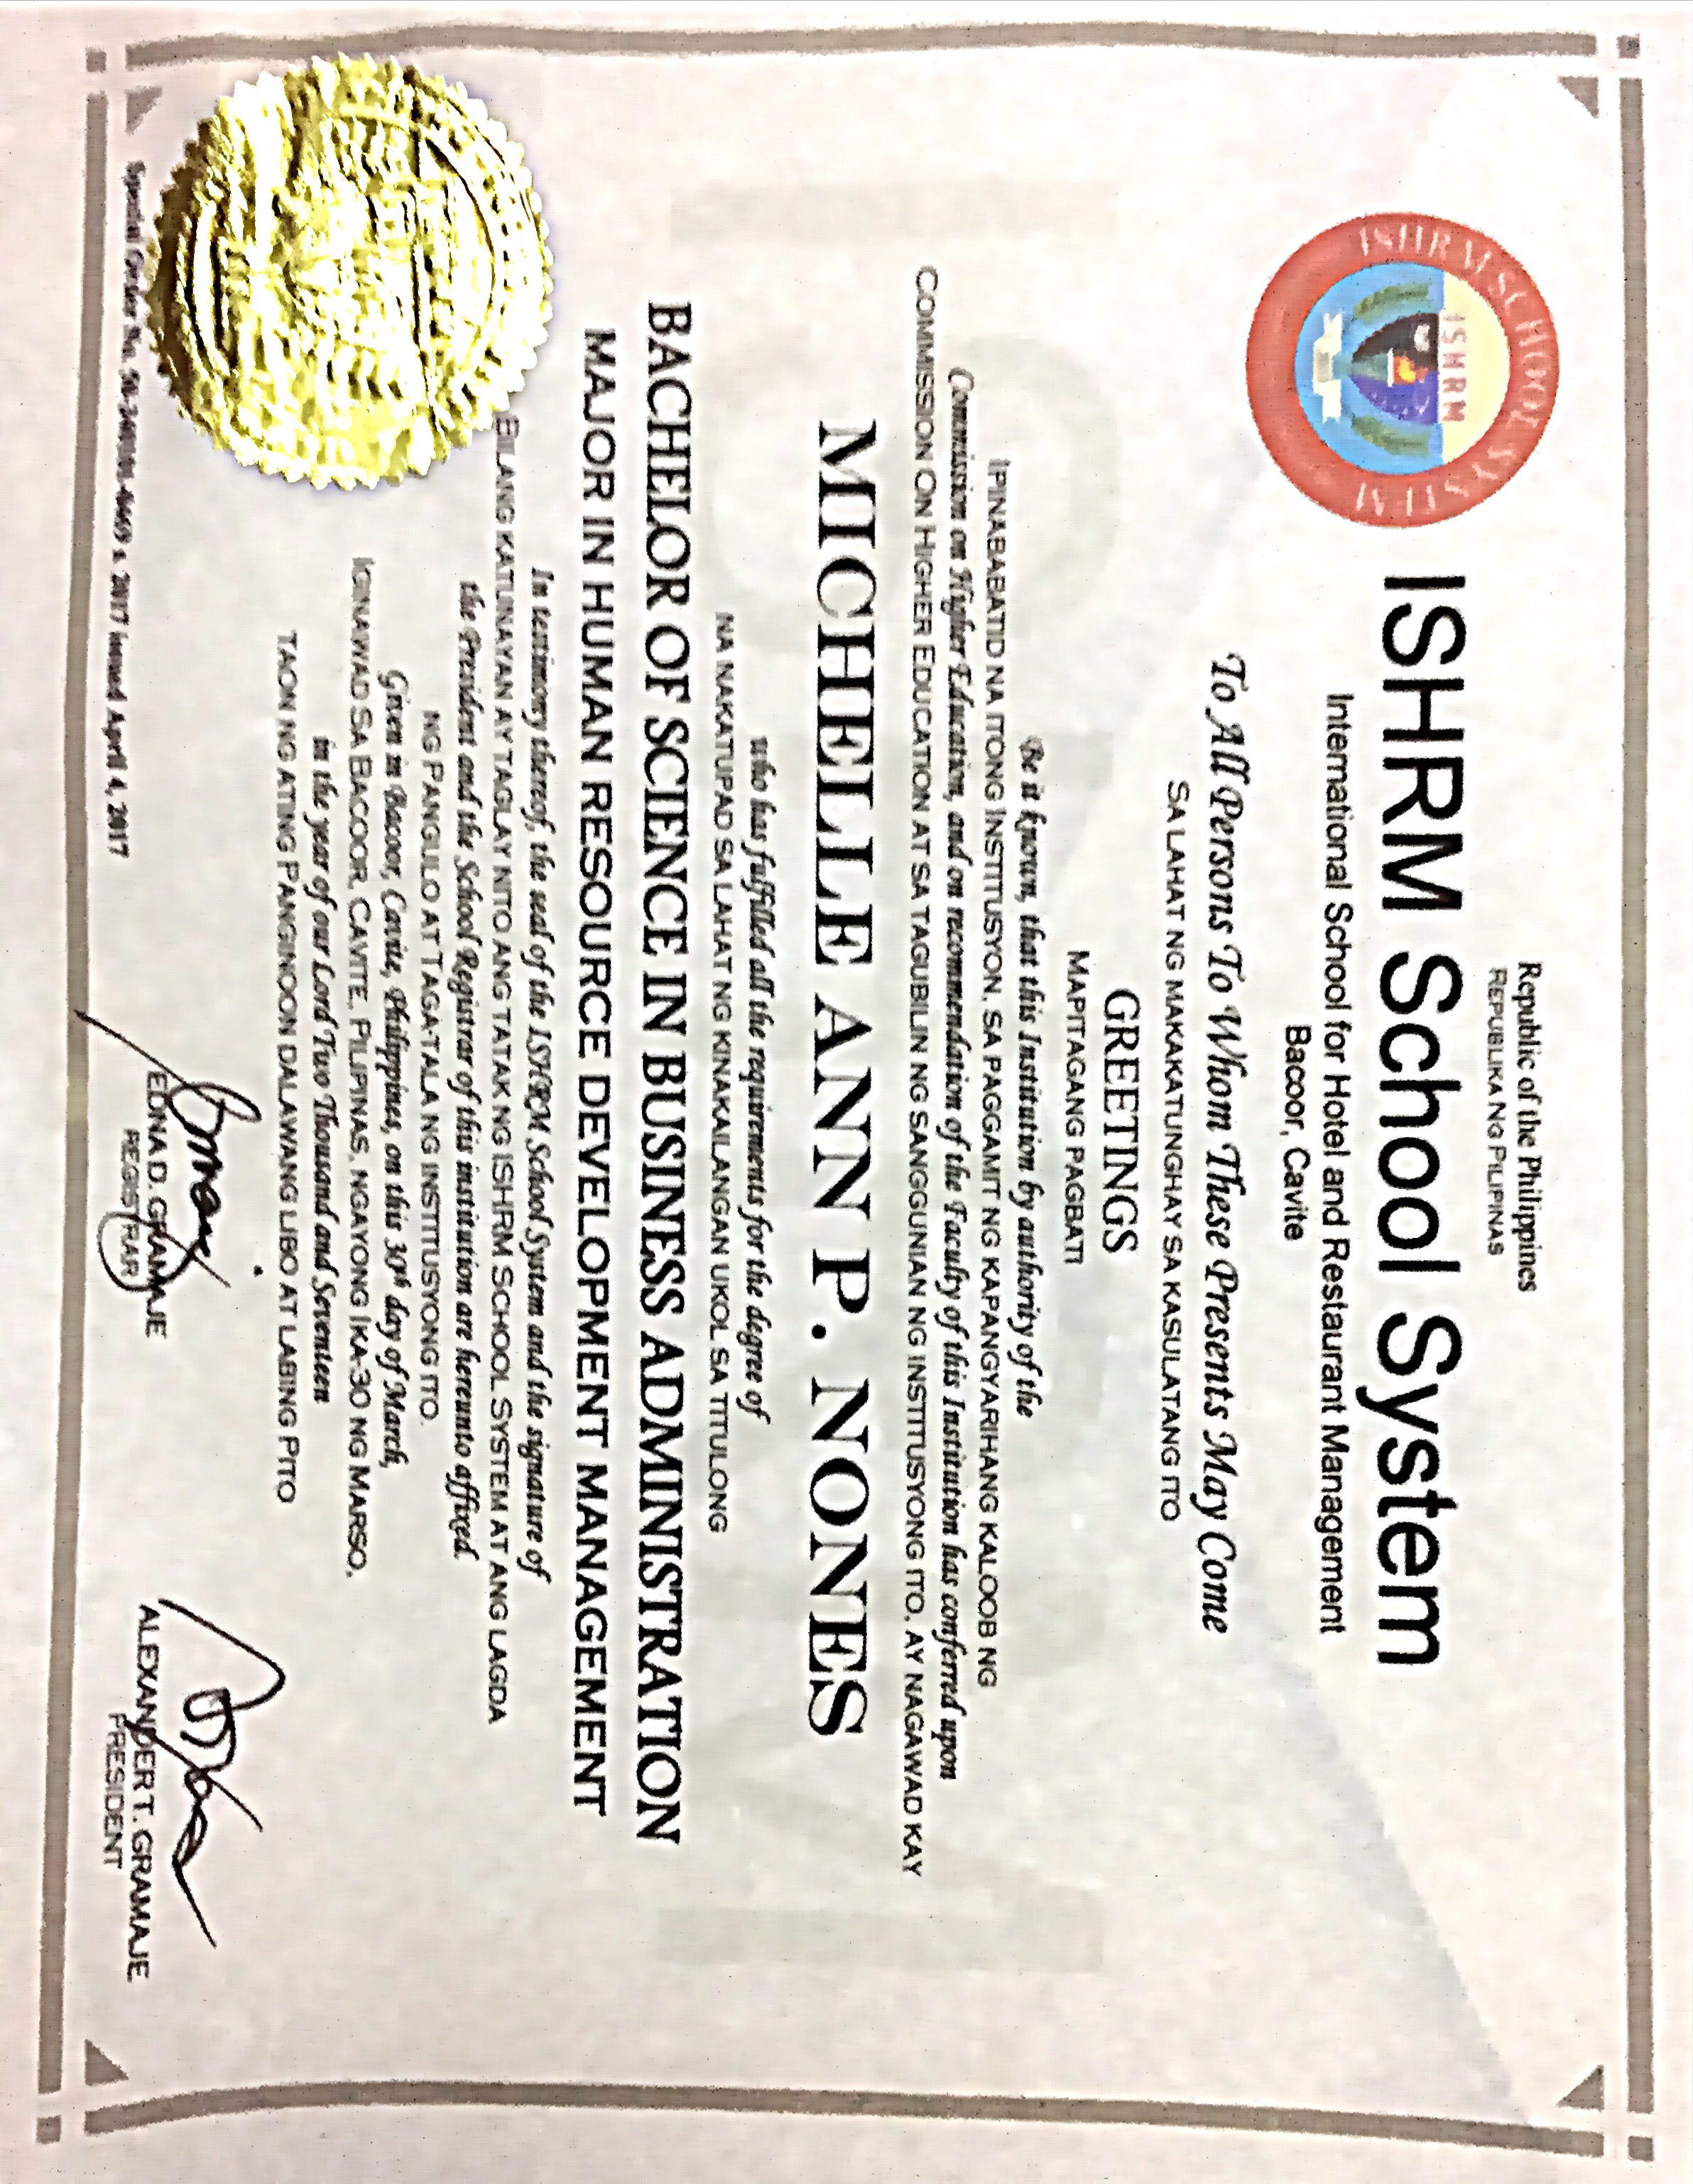 Republic of the Philippines
REPUBLIKA NG PILIPINAS
ISHRM SCHOOL SYSTEM
ISHRM
ISHRM School System
International School for Hotel and Restaurant Management
Bacoor, Cavite
To All Persons To Whom These Presents May Come
SA LAHAT NG MAKAKATUNGHAY SA KASULATANG ITO
GREETINGS
MAPITAGANG PAGBATI
Be it known, that this Institution by authority of the
IPINABABATID NA ITONG INSTITUSYON, SA PAGGAMIT NG KAPANGYARIHANG KALOOB NG
Commission on Higher Education, and on recommendation of the Faculty of this Institution has conferred upon
COMMISSION ON HIGHER EDUCATION AT SA TAGUBILIN NG SANGGUNIAN NG INSTITUSYONG ITO, AY NAGAWAD KAY
MICHELLE ANN P. NONES
who has fulfilled all the requirements for the degree of
NA NAKATUPAD SA LAHAT NG KINAKAILANGAN UKOL SA TITULONG
BACHELOR OF SCIENCE IN BUSINESS ADMINISTRATION
MAJOR IN HUMAN RESOURCE DEVELOPMENT MANAGEMENT
In testimony thereof, the seal of the ISHRM School System and the signature of
BILANG KATUNAYAN AY TAGLAY NITO ANG TATAK NG ISHRM SCHOOL SYSTEM AT ANG LAGDA
the President and the School Registrar of this institution are hereunto affixed.
NG PANGULO AT TAGA-TALA NG INSTITUSYONG ITO.
Given in Bacoor, Cavite, Philippines, on this 30th day of March,
IGINAWAD SA BACOOR, CAVITE, PILIPINAS, NGAYONG IKA-30 NG MARSO,
in the year of our Lord Two Thousand and Seventeen
TAON NG ATING PANGINOON DALAWANG LIBO AT LABING PITO
EDNA D. GRAMAJE
REGISTRAR
ALEXANDER T. GRAMAJE
PRESIDENT
Special Order No. s. 2017 issued April 4, 2017